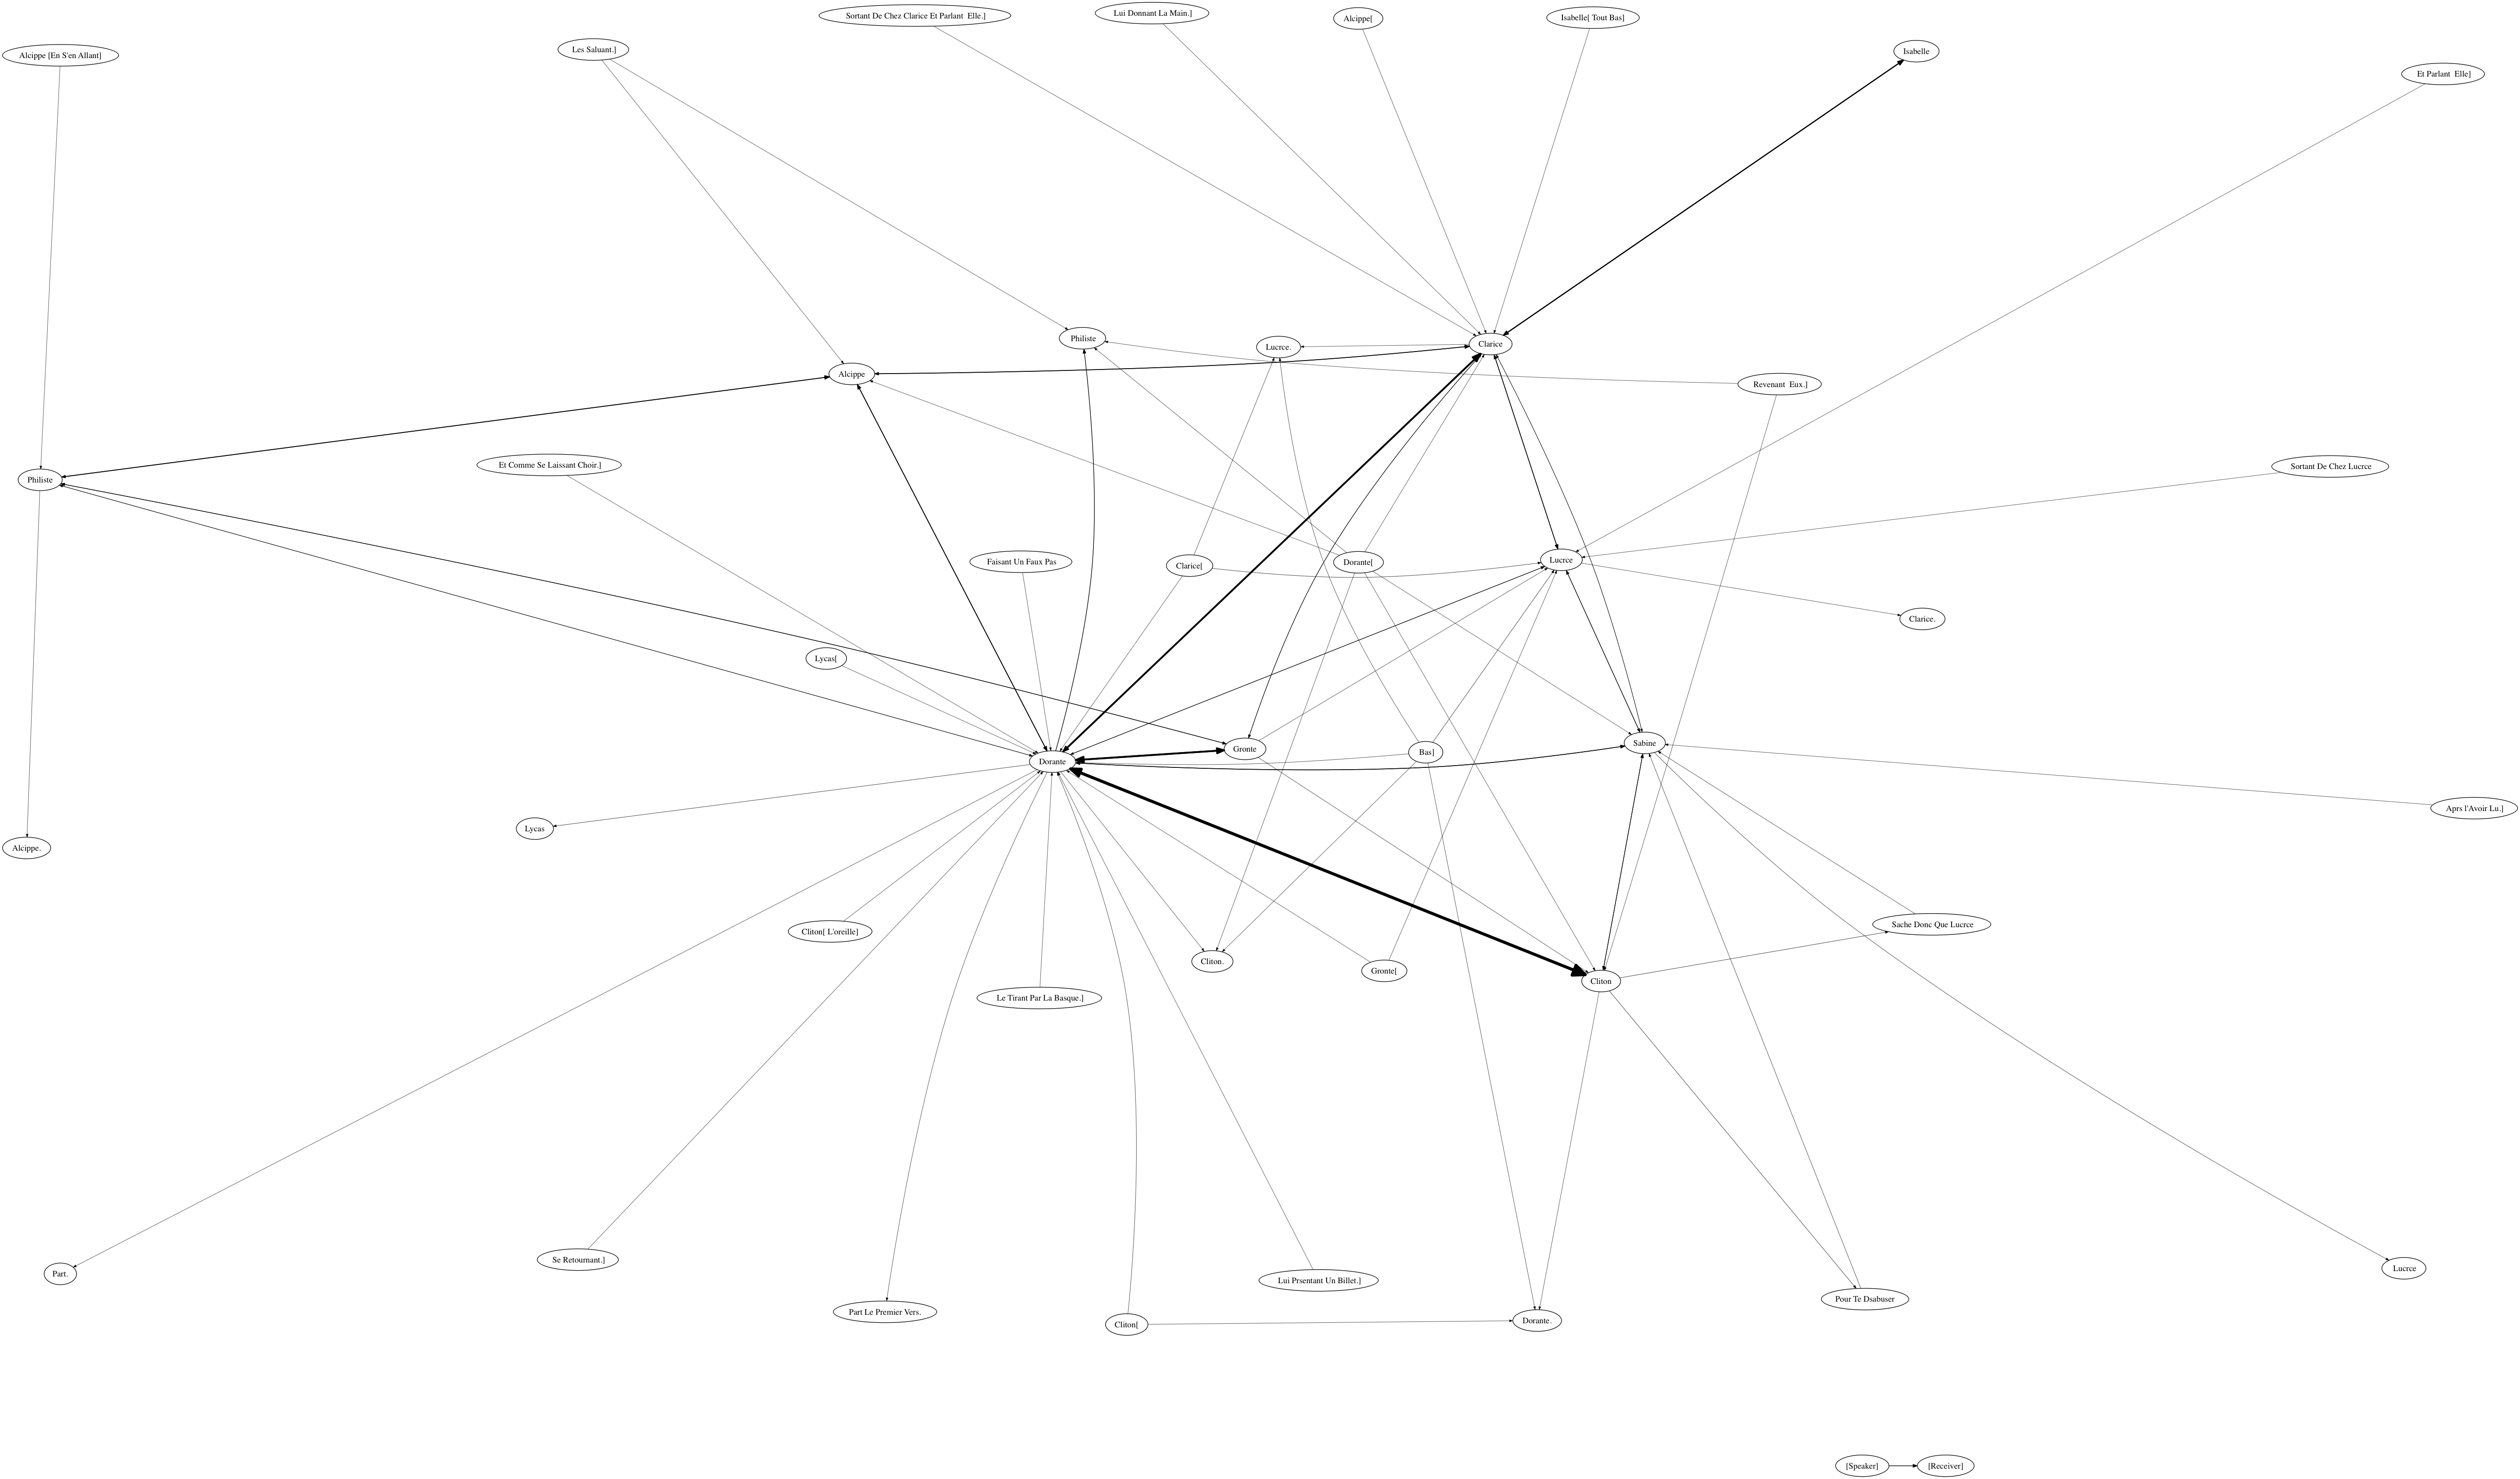 Sortant De Chez Clarice Et Parlant  Elle.]
Lui Donnant La Main.]
Alcippe[
Isabelle[ Tout Bas]
Alcippe [En S'en Allant]
Les Saluant.]
Isabelle
Et Parlant  Elle]
Philiste
Lucrce.
Clarice
Alcippe
Revenant  Eux.]
Et Comme Se Laissant Choir.]
Sortant De Chez Lucrce
Philiste
Faisant Un Faux Pas
Clarice[
Dorante[
Lucrce
Clarice.
Lycas[
Gronte
Bas]
Sabine
Dorante
Aprs l'Avoir Lu.]
Lycas
Alcippe.
Cliton[ L'oreille]
Sache Donc Que Lucrce
Cliton.
Gronte[
Cliton
Le Tirant Par La Basque.]
Se Retournant.]
Part.
Lui Prsentant Un Billet.]
Lucrce
Pour Te Dsabuser
Part Le Premier Vers.
Cliton[
Dorante.
[Speaker]
[Receiver]